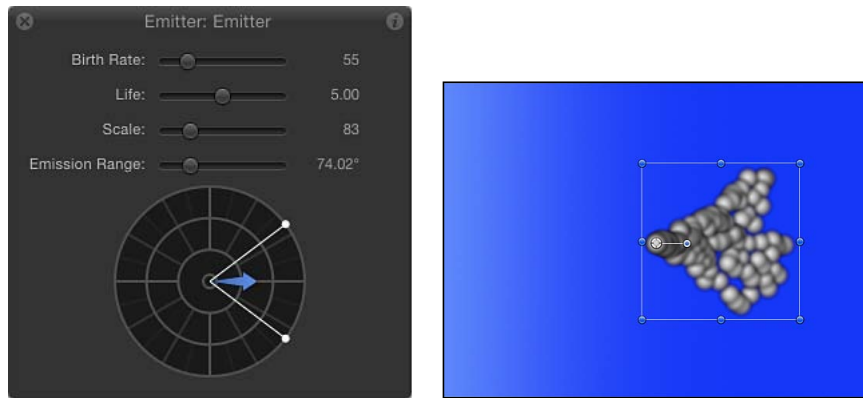 Emitter: Emitter
Birth Rate: 55
Life: 5.00
Scale: 83
Emission Range: 74.02°